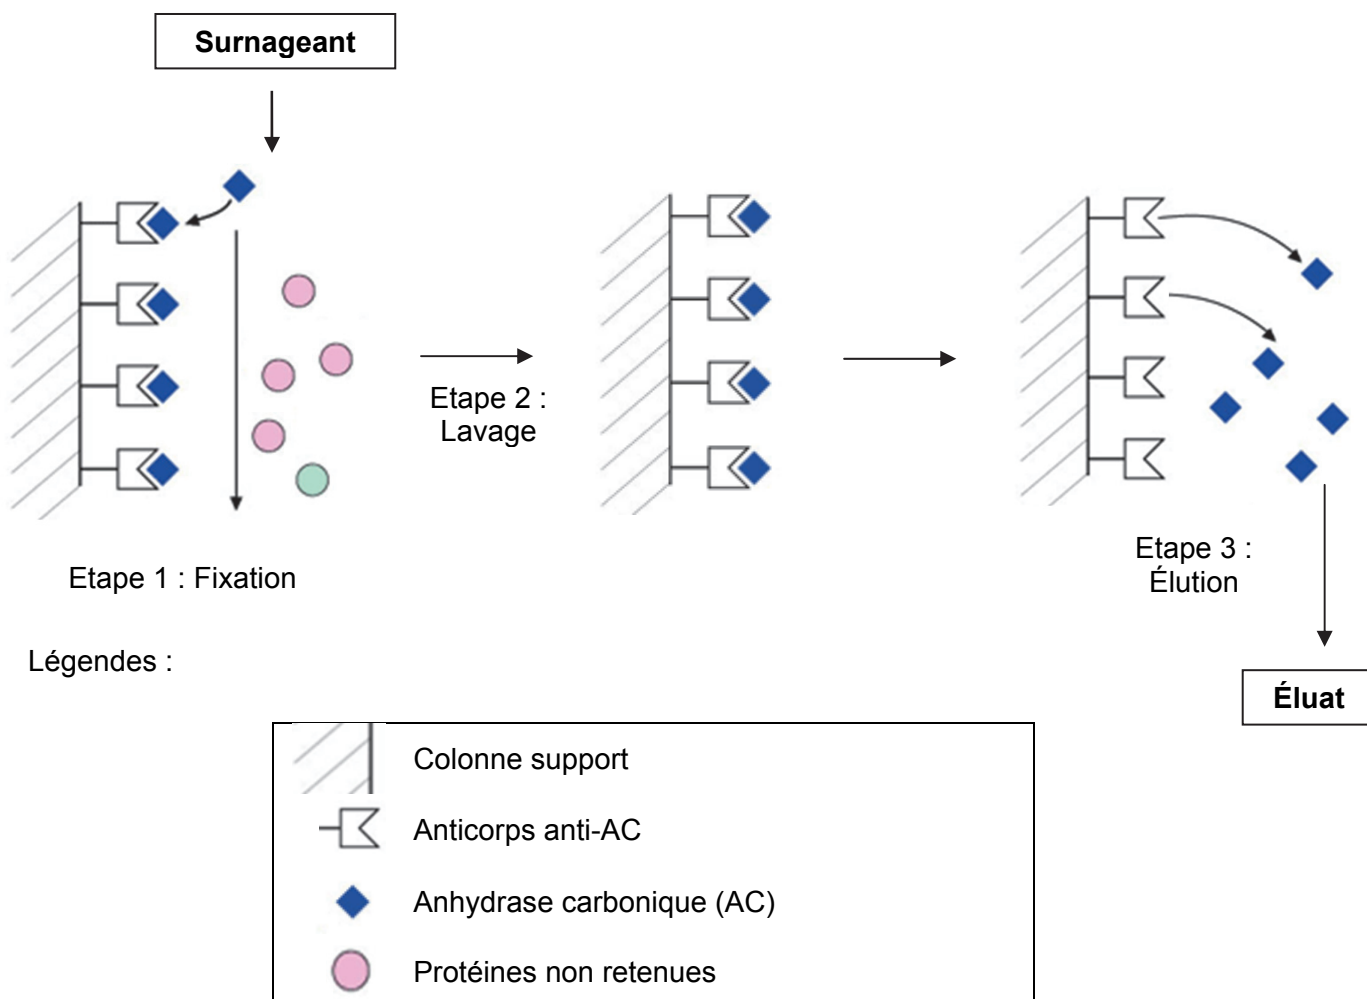 Surnageant
Etape 2 :
Lavage
Etape 3 :
Élution
Etape 1 : Fixation
Légendes :
Éluat
Colonne support
Anticorps anti-AC
Anhydrase carbonique (AC)
Protéines non retenues